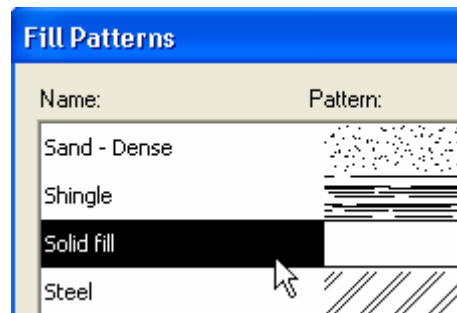 Fill Patterns
Name: Pattern:
Sand - Dense
Shingle
Solid fill
Steel